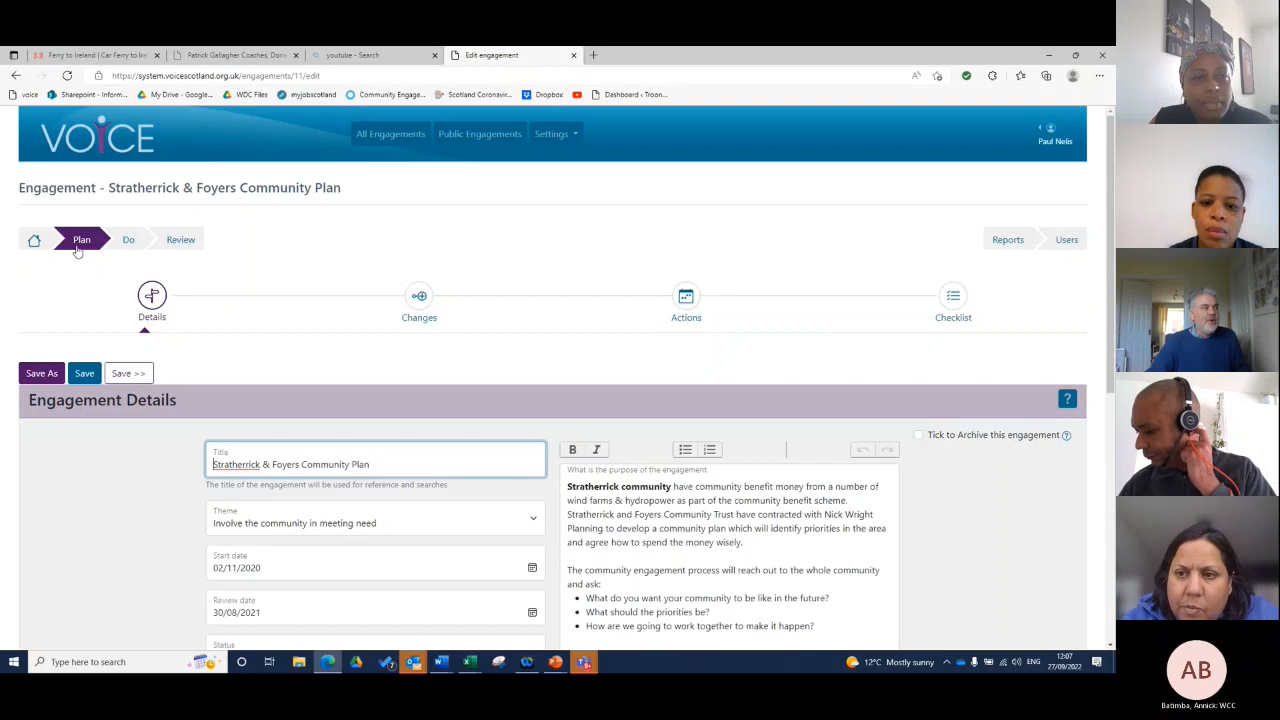 Ferry to Ireland | Car Ferry to Ire
Patrick Gallagher Coaches, Done
youtube - Search
Edit engagement
https://system.voicescotland.org.uk/engagements/11/edit
voice
Sharepoint - Inform...
My Drive - Google...
WDC Files
myjobscotland
Community Engage...
Scotland Coronavir...
Dropbox
Dashboard ‹ Troon...
VOiCE
All Engagements
Public Engagements
Settings
Paul Nelis
Engagement - Stratherrick & Foyers Community Plan
Plan
Do
Review
Reports
Users
Details
Changes
Actions
Checklist
Save As
Save
Save >>
Engagement Details
?
Tick to Archive this engagement
Title
Stratherrick & Foyers Community Plan
The title of the engagement will be used for reference and searches
Theme
Involve the community in meeting need
Start date
02/11/2020
Review date
30/08/2021
Status
B I
What is the purpose of the engagement
Stratherrick community have community benefit money from a number of
wind farms & hydropower as part of the community benefit scheme.
Stratherrick and Foyers Community Trust have contracted with Nick Wright
Planning to develop a community plan which will identify priorities in the area
and agree how to spend the money wisely.
The community engagement process will reach out to the whole community
and ask:
• What do you want your community to be like in the future?
• What should the priorities be?
• How are we going to work together to make it happen?
Type here to search
12°C Mostly sunny
ENG
12:07
27/09/2022
AB
Batimba, Annick: WCC